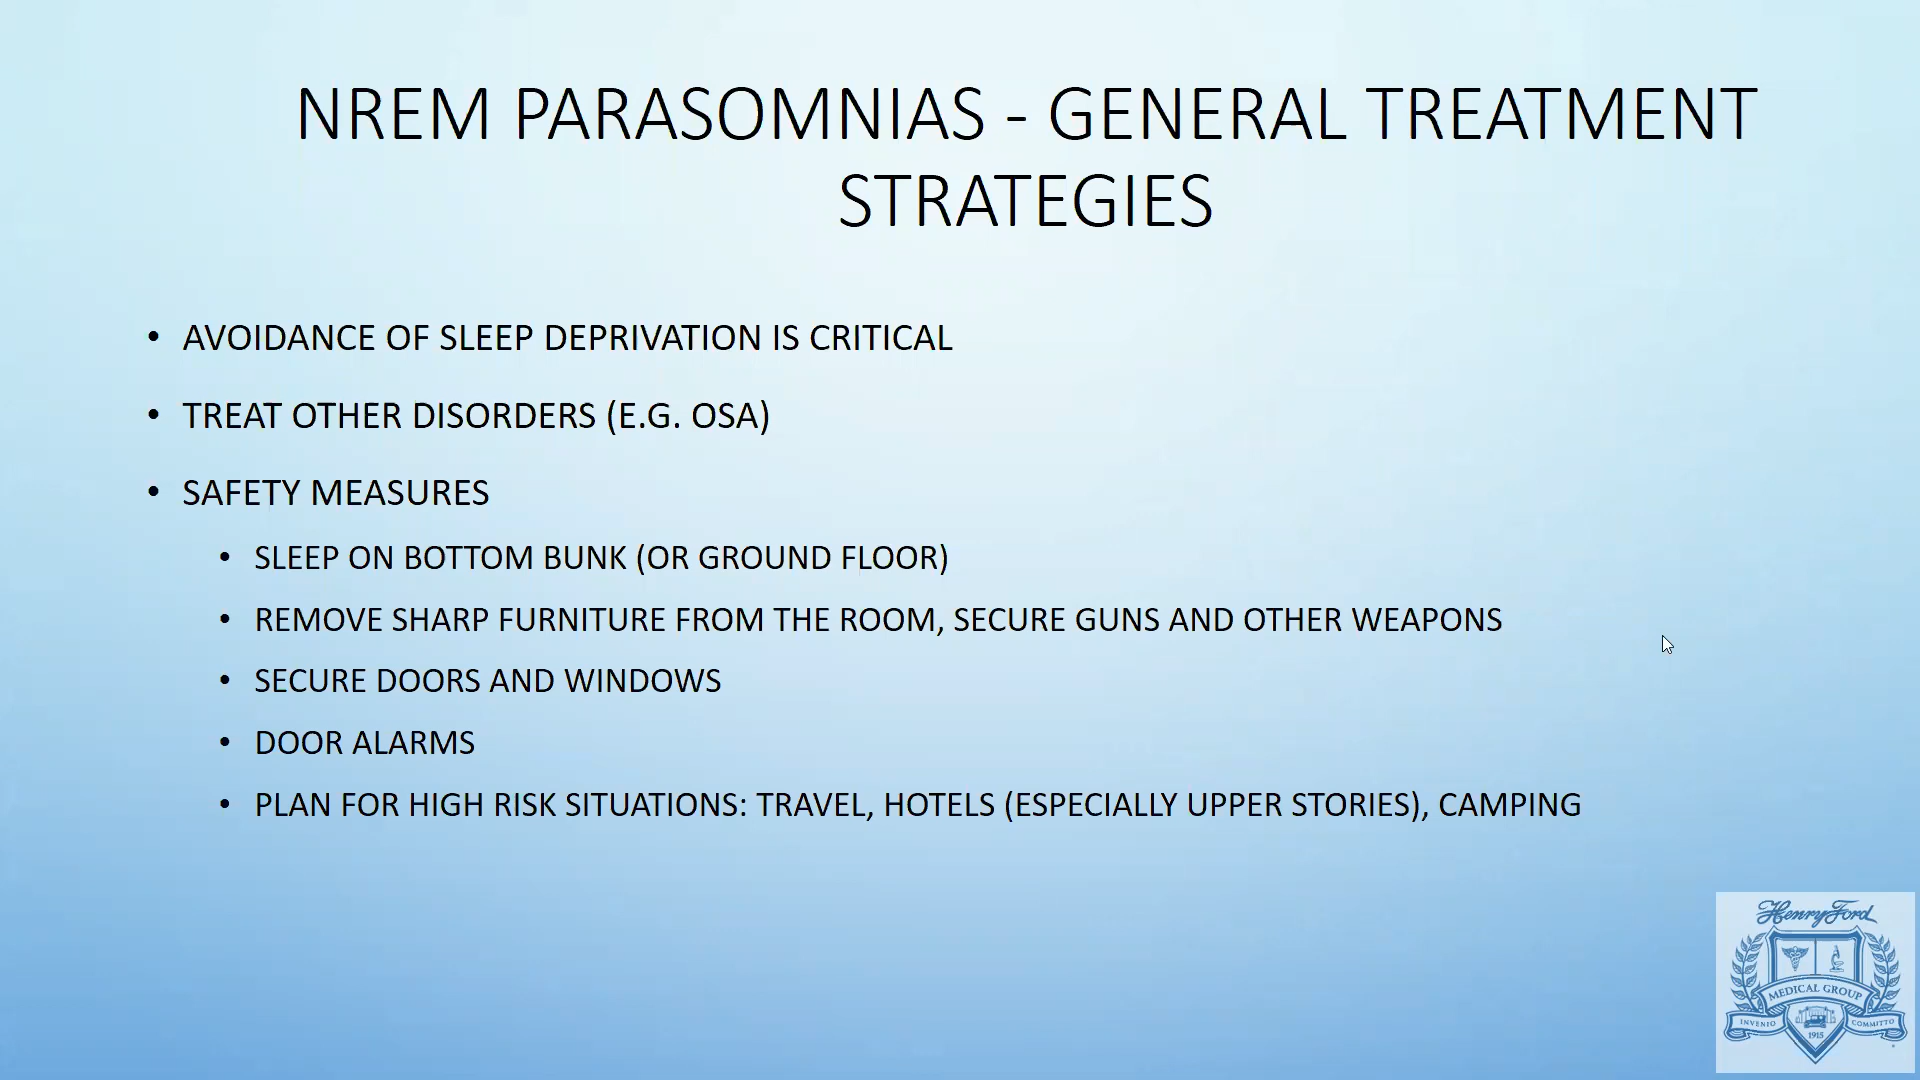 NREM PARASOMNIAS - GENERAL TREATMENT
STRATEGIES
• AVOIDANCE OF SLEEP DEPRIVATION IS CRITICAL
• TREAT OTHER DISORDERS (E.G. OSA)
• SAFETY MEASURES
• SLEEP ON BOTTOM BUNK (OR GROUND FLOOR)
• REMOVE SHARP FURNITURE FROM THE ROOM, SECURE GUNS AND OTHER WEAPONS
• SECURE DOORS AND WINDOWS
• DOOR ALARMS
• PLAN FOR HIGH RISK SITUATIONS: TRAVEL, HOTELS (ESPECIALLY UPPER STORIES), CAMPING
Henry Ford
MEDICAL GROUP
INVENIO COMMITTO
1915